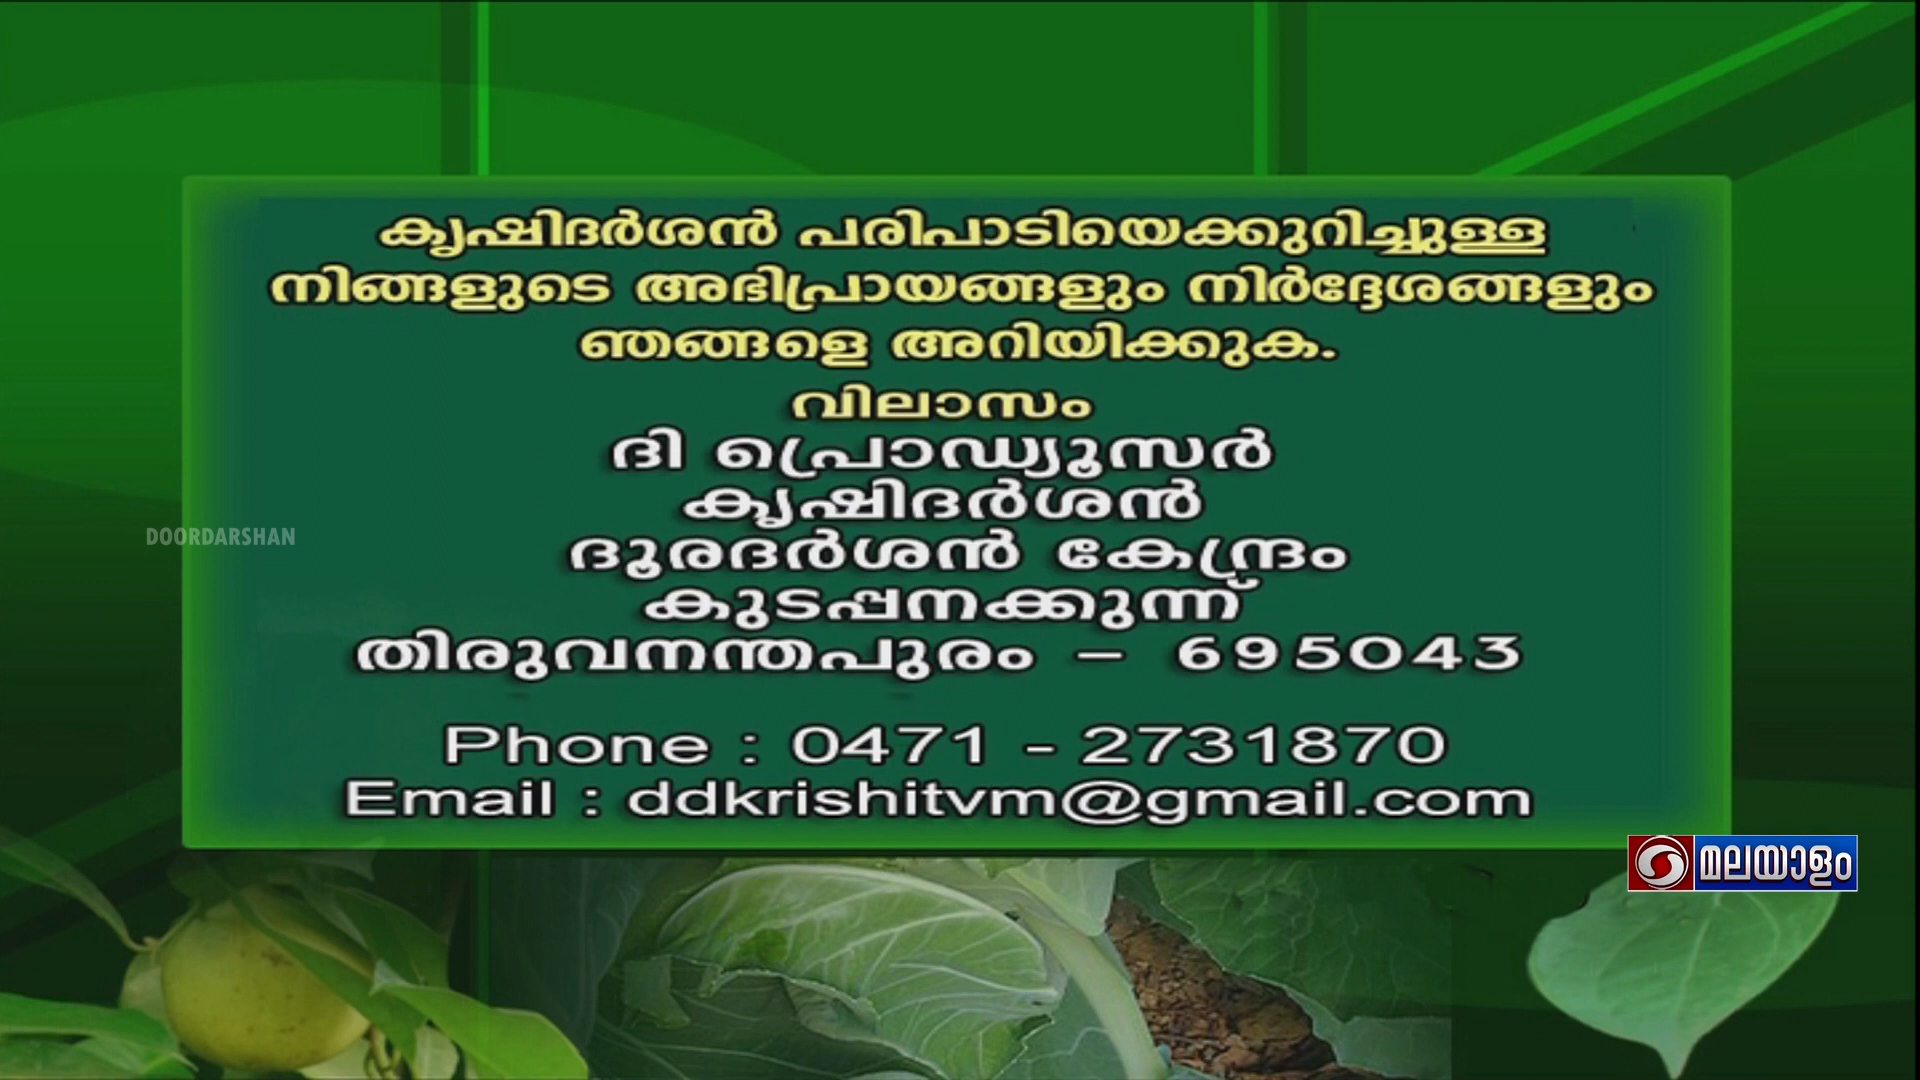 കൃഷിദർശൻ പരിപാടിയെക്കുറിച്ചുള്ള
നിങ്ങളുടെ അഭിപ്രായങ്ങളും നിർദ്ദേശങ്ങളും
ഞങ്ങളെ അറിയിക്കുക.
വിലാസം
ദി പ്രൊഡ്യൂസർ
കൃഷിദർശൻ
DOORDARSHAN
ദൂരദർശൻ കേന്ദ്രം
കുടപ്പനക്കുന്ന്
തിരുവനന്തപുരം – 695043
Phone : 0471 - 2731870
Email : ddkrishitvm@gmail.com
മലയാളം